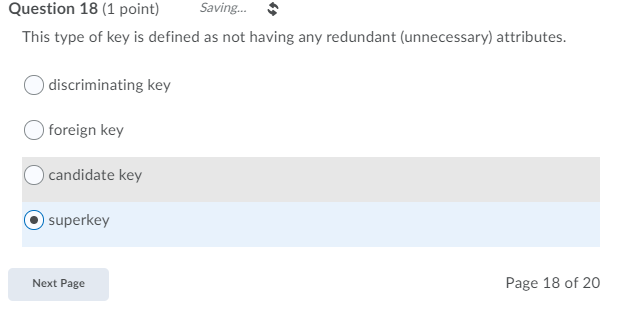 Question 18 (1 point) Saving...
This type of key is defined as not having any redundant (unnecessary) attributes.
discriminating key
foreign key
candidate key
superkey
Next Page Page 18 of 20